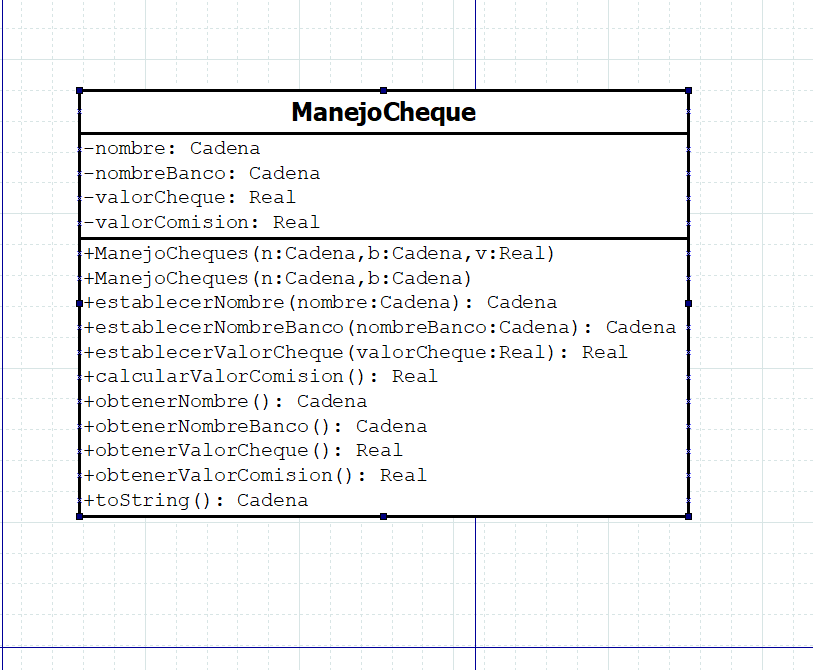 ManejoCheque
-nombre: Cadena
-nombreBanco: Cadena
-valorCheque: Real
-valorComision: Real
+ManejoCheques(n:Cadena,b:Cadena,v:Real)
+ManejoCheques(n:Cadena,b:Cadena)
+establecerNombre(nombre:Cadena): Cadena
+establecerNombreBanco(nombreBanco:Cadena): Cadena
+establecerValorCheque(valorCheque:Real): Real
+calcularValorComision(): Real
+obtenerNombre(): Cadena
+obtenerNombreBanco(): Cadena
+obtenerValorCheque(): Real
+obtenerValorComision(): Real
+toString(): Cadena